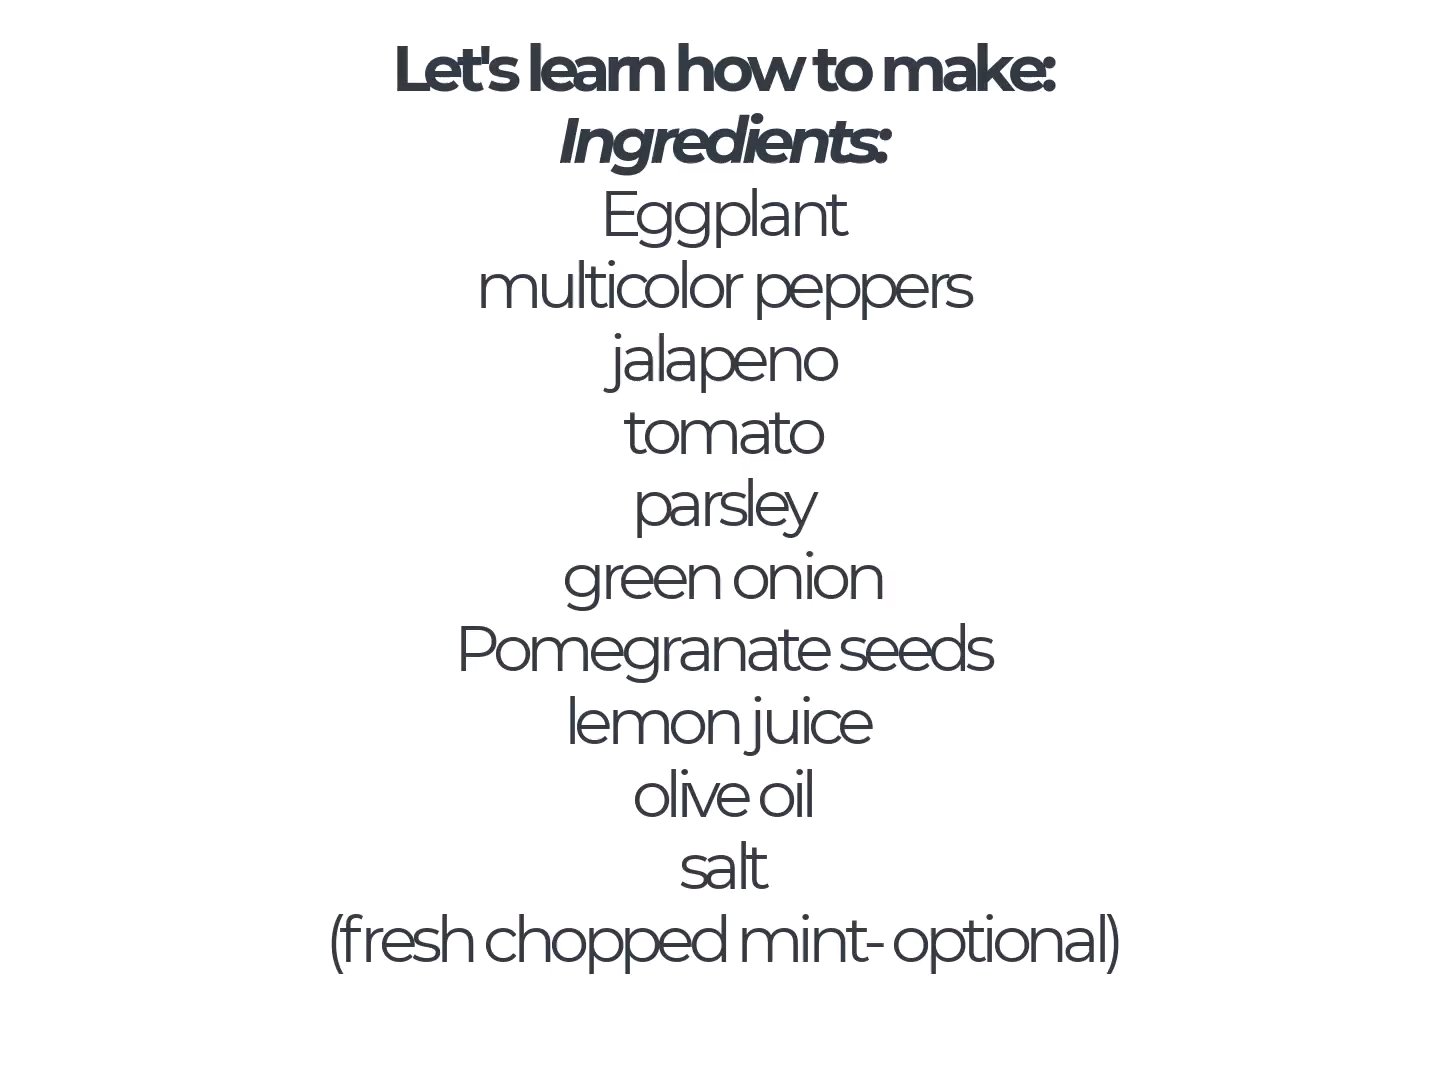 Let's learn how to make:
Ingredients:
Eggplant
multicolor peppers
jalapeno
tomato
parsley
green onion
Pomegranate seeds
lemon juice
olive oil
salt
(fresh chopped mint- optional)